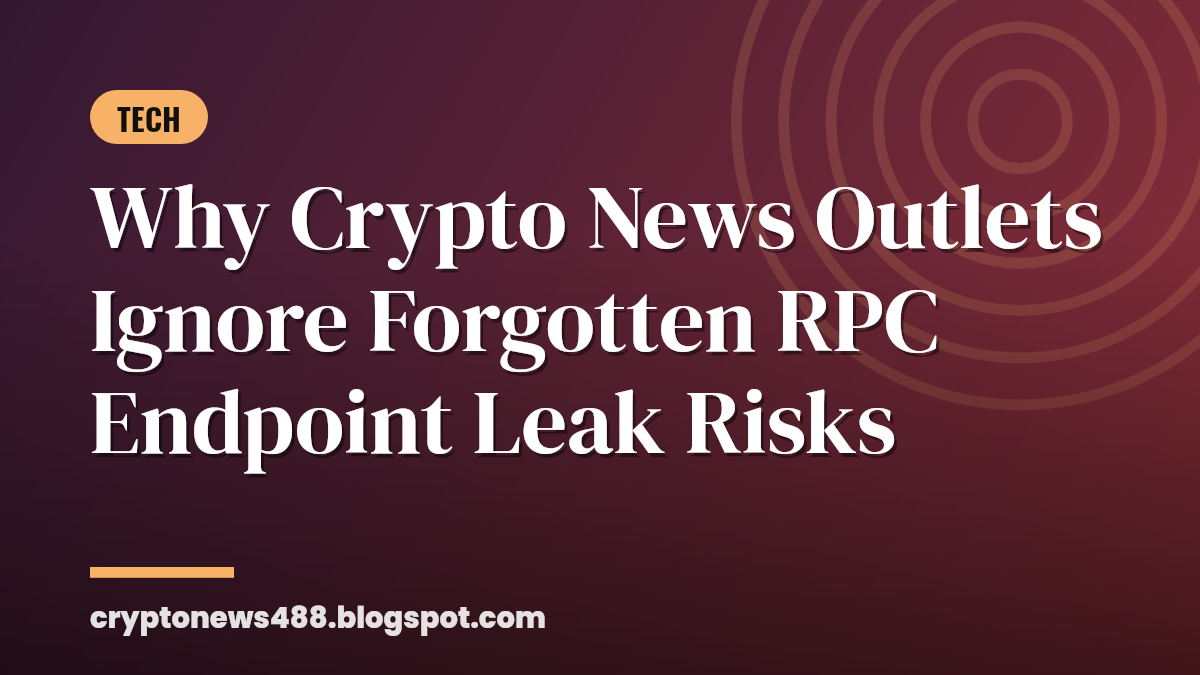 TECH
Why Crypto News Outlets
Ignore Forgotten RPC
Endpoint Leak Risks
cryptonews488.blogspot.com